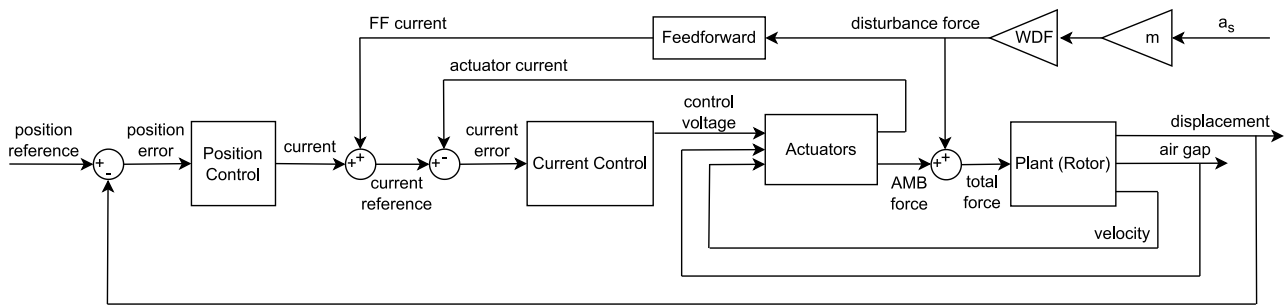 FF current
Feedforward
disturbance force
WDF
m
a_s
actuator current
position
reference
+
-
position
error
Position
Control
current
+
+
current
reference
+
-
current
error
Current Control
control
voltage
Actuators
AMB
force
+
+
total
force
Plant (Rotor)
displacement
air gap
velocity